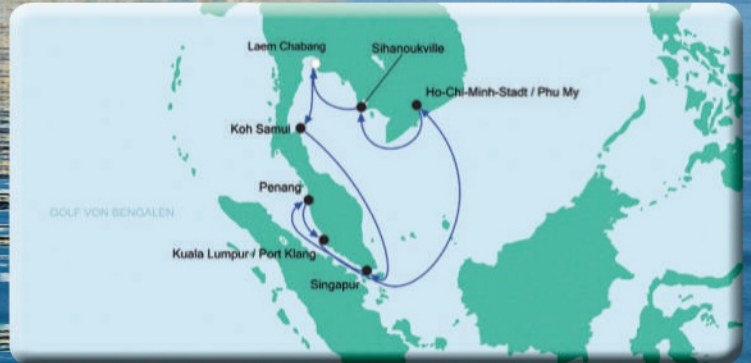 Laem Chabang
Sihanoukville
Ho-Chi-Minh-Stadt / Phu My
Koh Samui
Penang
GOLF VON BENGALEN
Kuala Lumpur / Port Klang
Singapur